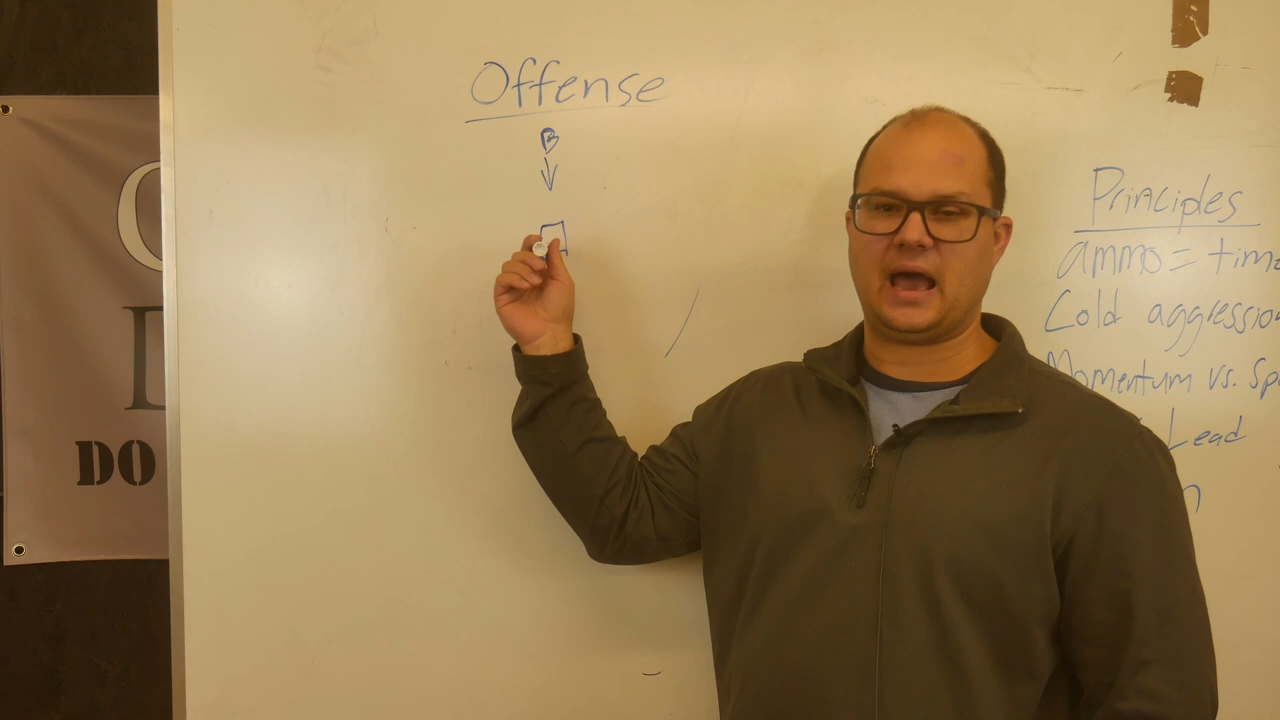 Offense
B
Principles
ammo = time
Cold aggression
Momentum vs. Sp
Lead
n
DO